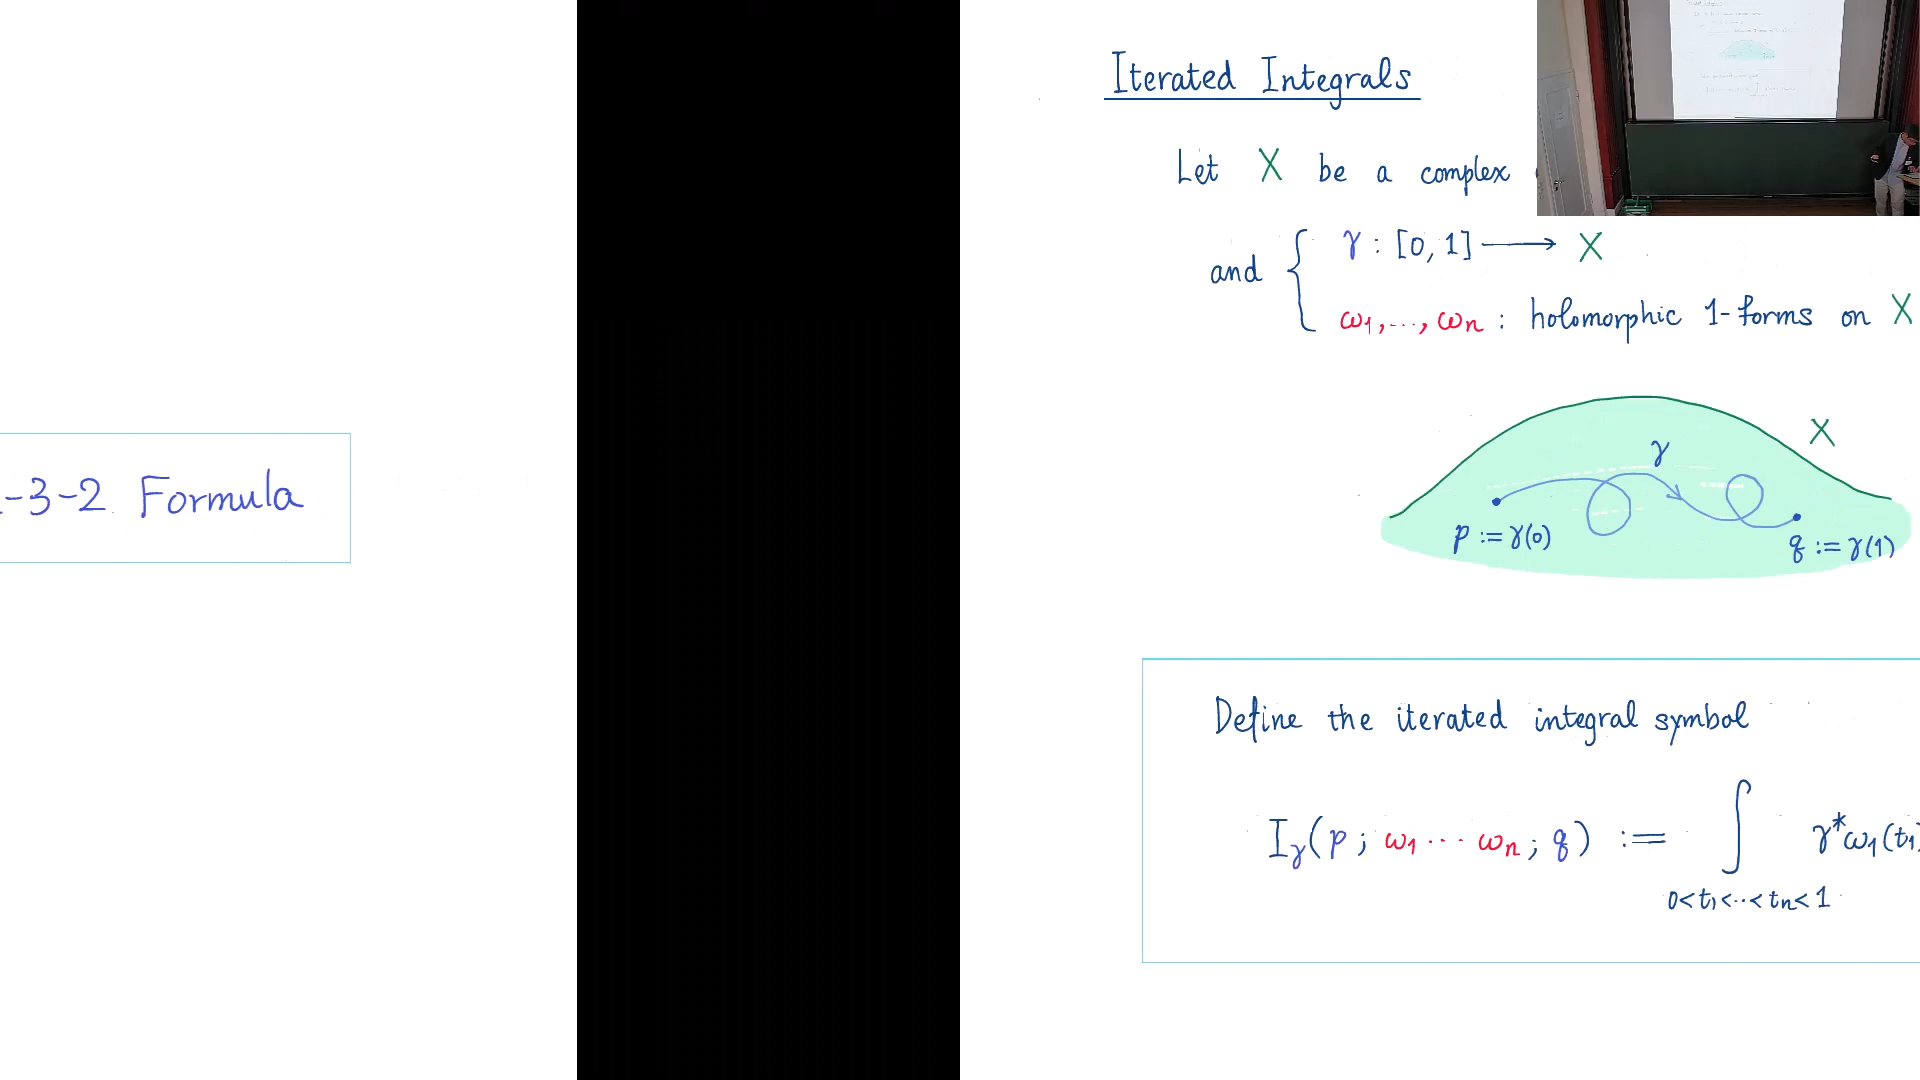 -3-2 Formula
Iterated Integrals
Let X be a complex
and { γ : [0, 1] ⟶ X
ω1,..., ωn : holomorphic 1-forms on X
X
γ
p := γ(0)
q := γ(1)
Define the iterated integral symbol
Iγ(p ; ω1 ··· ωn ; q) := ∫ γ*ω1(t1)
0<t1<··<tn<1